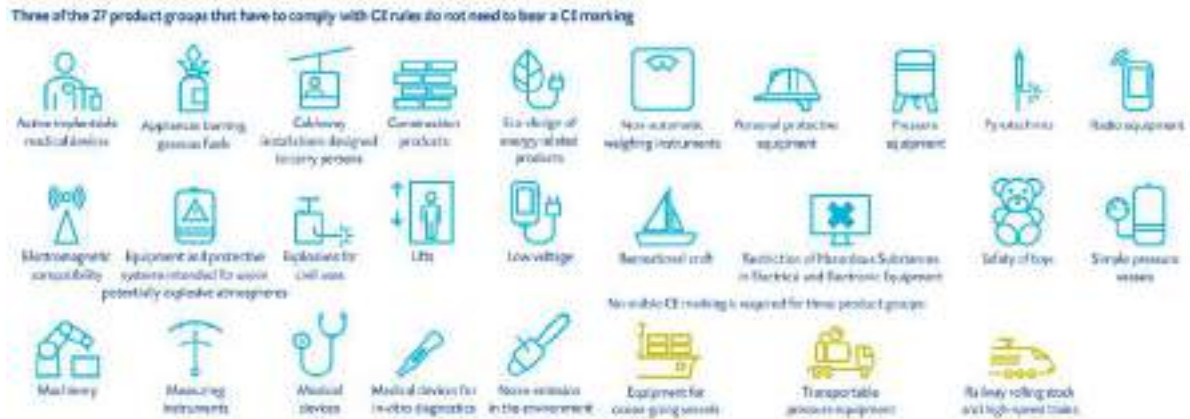 Three of the 27 product groups that have to comply with CE rules do not need to bear a CE marking
Active implantable
medical devices
Appliances burning
gaseous fuels
Cableway
installations designed
to carry persons
Construction
products
Eco-design of
energy related
products
Non-automatic
weighing instruments
Personal protective
equipment
Pressure
equipment
Pyrotechnics
Radio equipment
Electromagnetic
compatibility
Equipment and protective
systems intended for use in
potentially explosive atmospheres
Explosives for
civil uses
Lifts
Low voltage
Recreational craft
Restriction of Hazardous Substances
in Electrical and Electronic Equipment
Safety of toys
Simple pressure
vessels
No visible CE marking is required for three product groups:
Machinery
Measuring
instruments
Medical
devices
Medical devices for
in-vitro diagnostics
Noise emission
in the environment
Equipment for
ocean-going vessels
Transportable
pressure equipment
Railway rolling stock
and high-speed trains